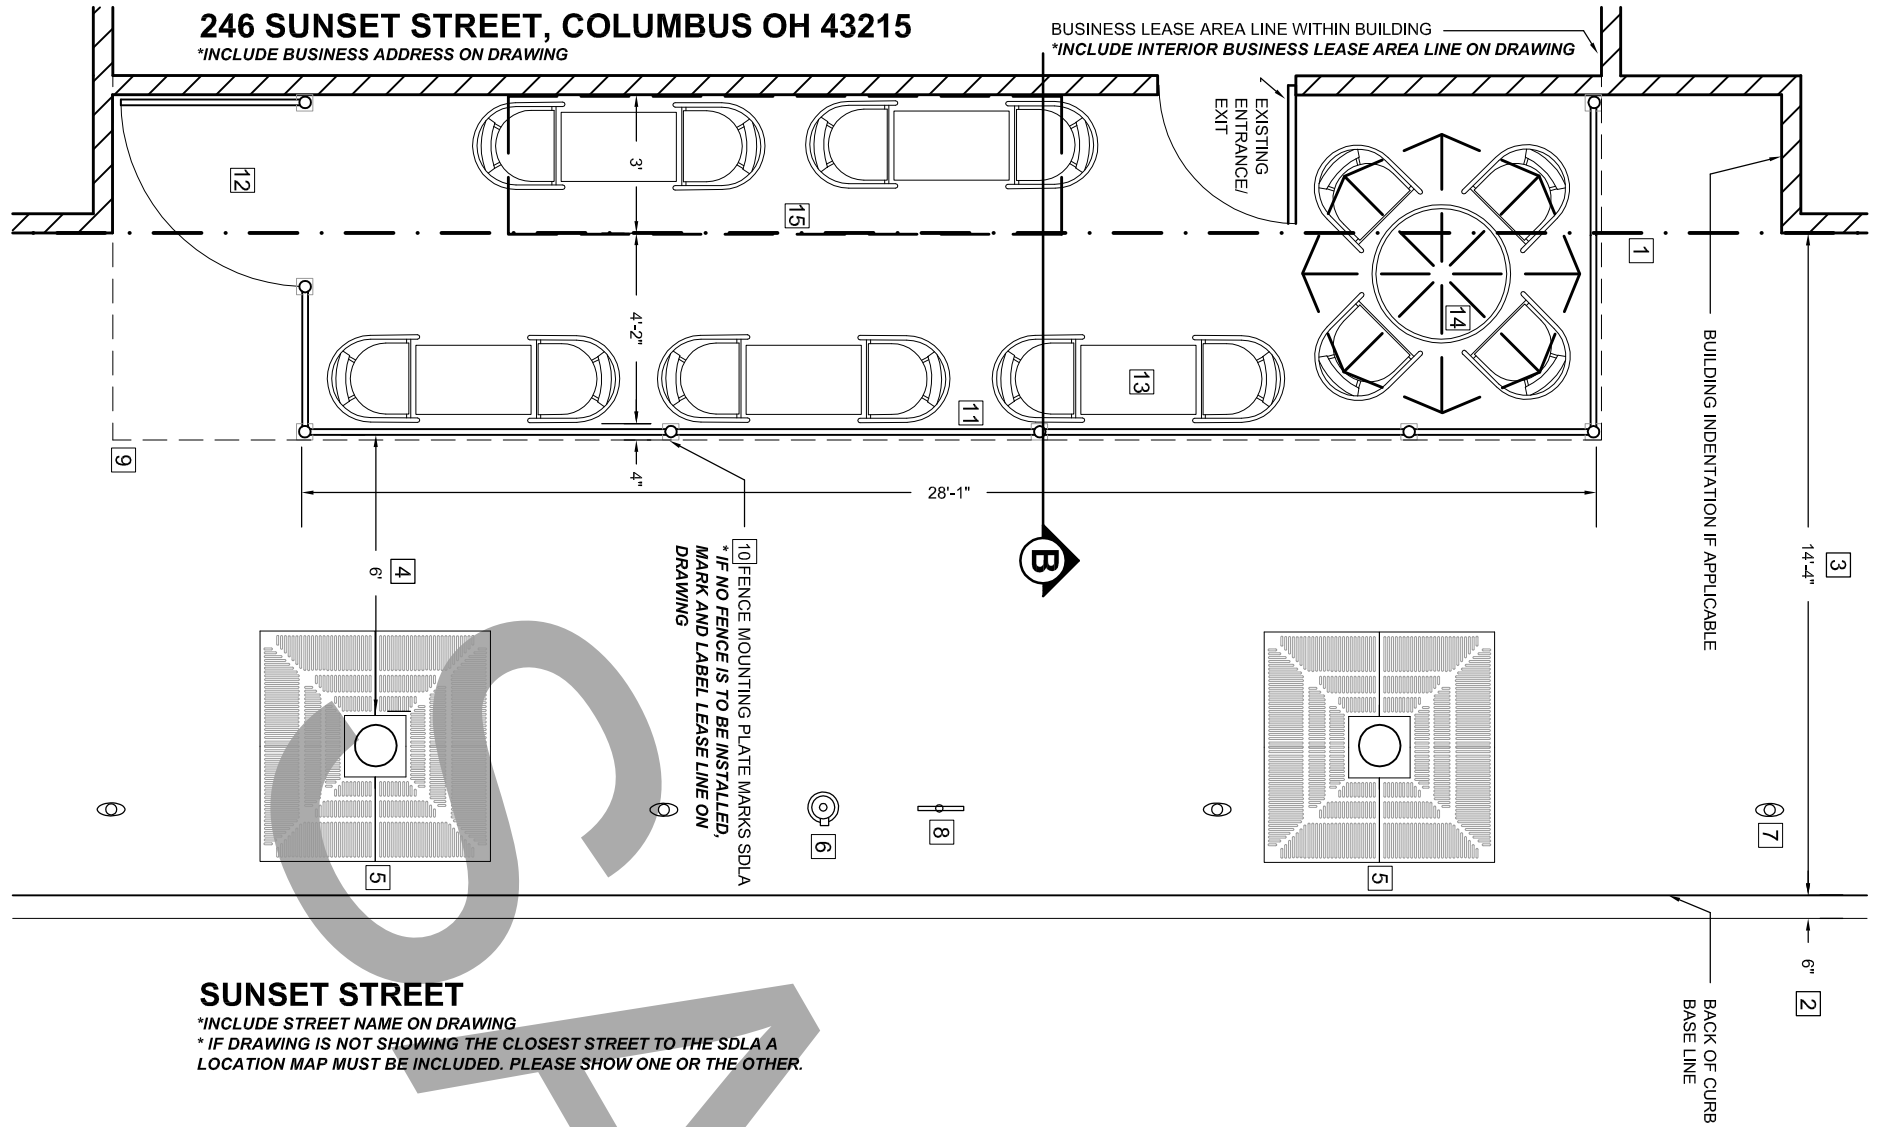 246 SUNSET STREET, COLUMBUS OH 43215
*INCLUDE BUSINESS ADDRESS ON DRAWING
BUSINESS LEASE AREA LINE WITHIN BUILDING
*INCLUDE INTERIOR BUSINESS LEASE AREA LINE ON DRAWING
EXISTING
ENTRANCE/
EXIT
12
3'
15
1
14
4'-2"
13
11
9
4"
28'-1"
BUILDING INDENTATION IF APPLICABLE
3
14'-4"
4
6'
10 FENCE MOUNTING PLATE MARKS SDLA
* IF NO FENCE IS TO BE INSTALLED,
MARK AND LABEL LEASE LINE ON
DRAWING
B
6
8
7
5
5
6"
2
BACK OF CURB
BASE LINE
SUNSET STREET
*INCLUDE STREET NAME ON DRAWING
* IF DRAWING IS NOT SHOWING THE CLOSEST STREET TO THE SDLA A
LOCATION MAP MUST BE INCLUDED. PLEASE SHOW ONE OR THE OTHER.
SA